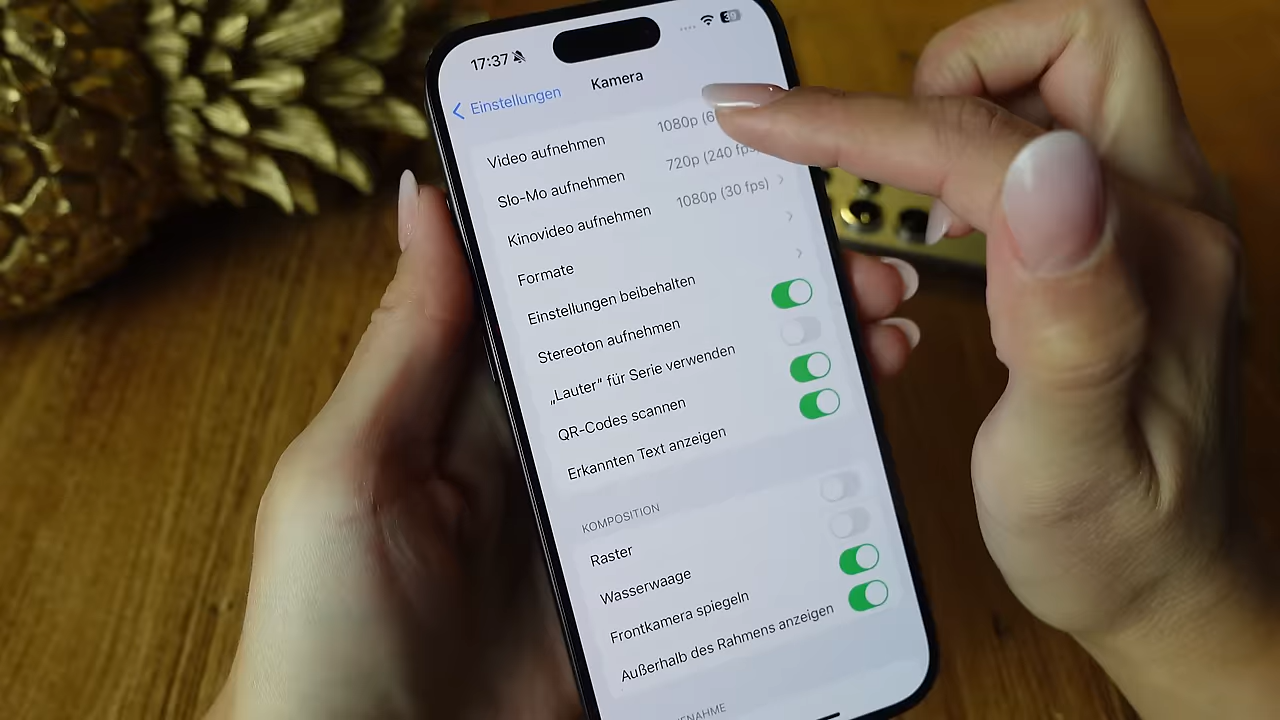 17:37
39
Einstellungen
Kamera
Video aufnehmen 1080p
Slo-Mo aufnehmen 720p (240 fps
Kinovideo aufnehmen 1080p (30 fps)
Formate
Einstellungen beibehalten
Stereoton aufnehmen
„Lauter" für Serie verwenden
QR-Codes scannen
Erkannten Text anzeigen
KOMPOSITION
Raster
Wasserwaage
Frontkamera spiegeln
Außerhalb des Rahmens anzeigen